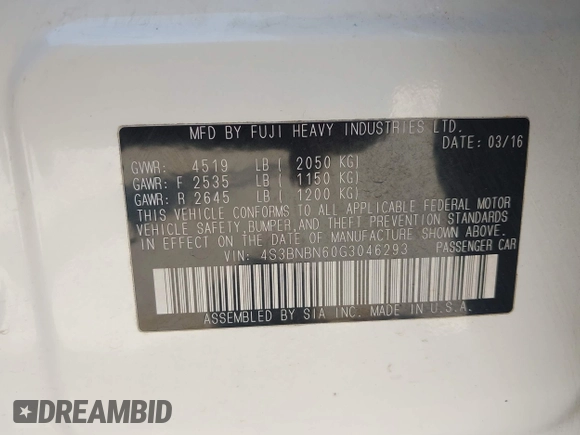 MFD BY FUJI HEAVY INDUSTRIES LTD.
DATE: 03/16
GVWR: 4519 LB ( 2050 KG)
GAWR: F 2535 LB ( 1150 KG)
GAWR: R 2645 LB ( 1200 KG)
THIS VEHICLE CONFORMS TO ALL APPLICABLE FEDERAL MOTOR
VEHICLE SAFETY, BUMPER, AND THEFT PREVENTION STANDARDS
IN EFFECT ON THE DATE OF MANUFACTURE SHOWN ABOVE.
VIN: 4S3BNBN60G3046293 PASSENGER CAR
ASSEMBLED BY SIA INC. MADE IN U.S.A.
DREAMBID